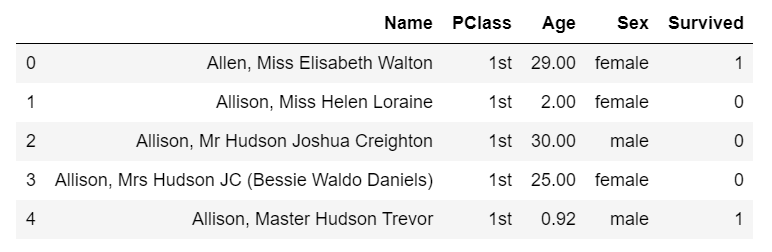 Name PClass Age Sex Survived
0 Allen, Miss Elisabeth Walton 1st 29.00 female 1
1 Allison, Miss Helen Loraine 1st 2.00 female 0
2 Allison, Mr Hudson Joshua Creighton 1st 30.00 male 0
3 Allison, Mrs Hudson JC (Bessie Waldo Daniels) 1st 25.00 female 0
4 Allison, Master Hudson Trevor 1st 0.92 male 1